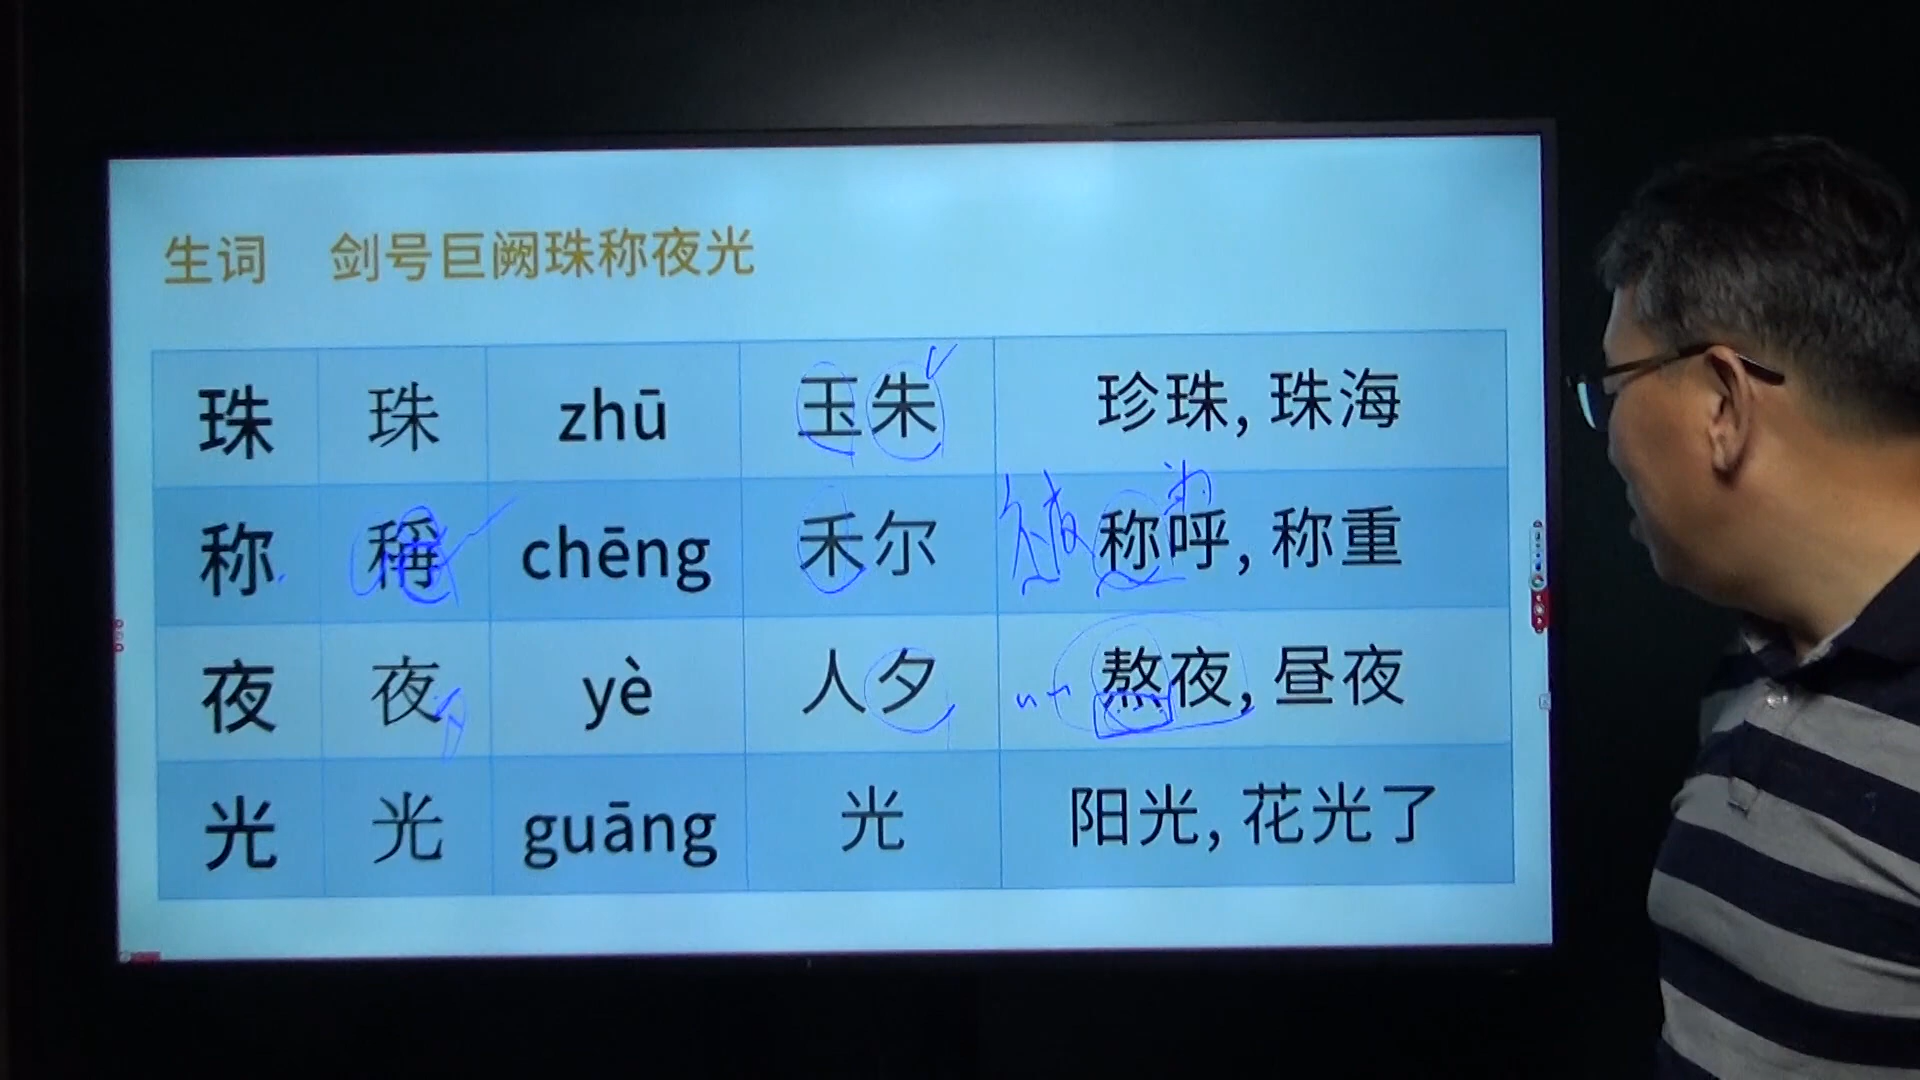 生词 剑号巨阙珠称夜光
珠 珠 zhū 玉朱 珍珠, 珠海
称 稱 chēng 禾尔 称呼, 称重
夜 夜 yè 人夕 熬夜, 昼夜
光 光 guāng 光 阳光, 花光了